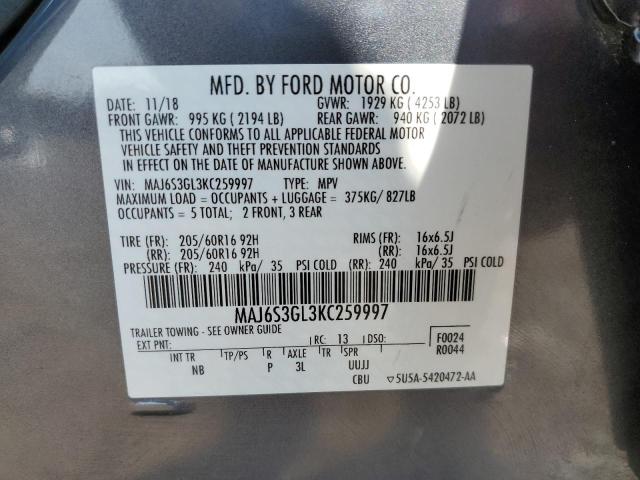 MFD. BY FORD MOTOR CO.
DATE: 11/18 GVWR: 1929 KG (4253 LB)
FRONT GAWR: 995 KG (2194 LB) REAR GAWR: 940 KG (2072 LB)
THIS VEHICLE CONFORMS TO ALL APPLICABLE FEDERAL MOTOR
VEHICLE SAFETY AND THEFT PREVENTION STANDARDS
IN EFFECT ON THE DATE OF MANUFACTURE SHOWN ABOVE.
VIN: MAJ6S3GL3KC259997 TYPE: MPV
MAXIMUM LOAD = OCCUPANTS + LUGGAGE = 375KG/ 827LB
OCCUPANTS = 5 TOTAL; 2 FRONT, 3 REAR
TIRE (FR): 205/60R16 92H RIMS (FR): 16x6.5J
(RR): 205/60R16 92H (RR): 16x6.5J
PRESSURE (FR): 240 kPa/ 35 PSI COLD (RR): 240 kPa/ 35 PSI COLD
MAJ6S3GL3KC259997
TRAILER TOWING - SEE OWNER GUIDE
EXT PNT: RC: 13 DSO: F0024
R0044
INT TR TP/PS R AXLE TR SPR
NB P 3L UUJJ
CBU 5U5A-5420472-AA